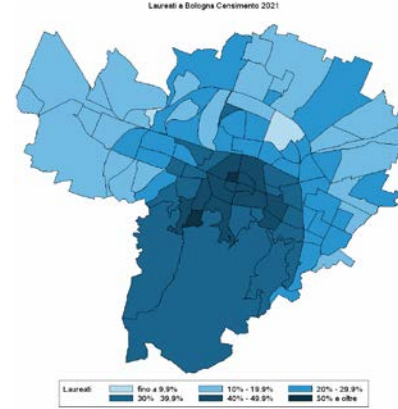 Laureati a Bologna Censimento 2021
Laureati fino a 9,9% 10% - 19,9% 20% - 29,9%
30% - 39,9% 40% - 49,9% 50% e oltre